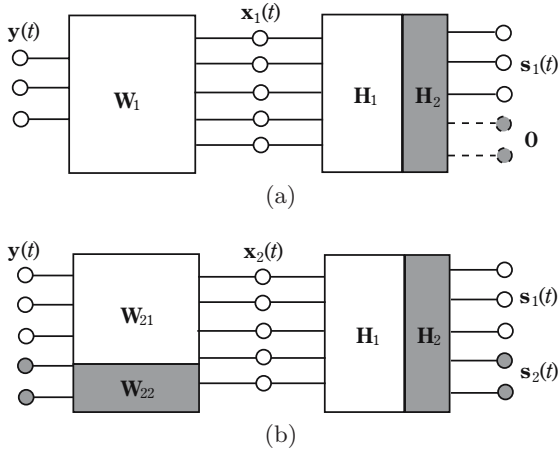 y(t) x₁(t)
s₁(t)
W₁ H₁ H₂
0
(a)
y(t) x₂(t)
s₁(t)
W₂₁ H₁ H₂
s₂(t)
W₂₂
(b)